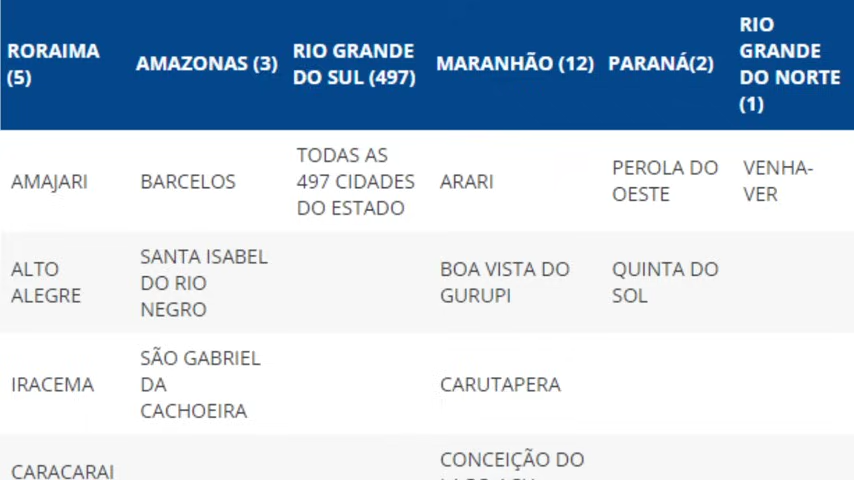 RORAIMA (5)
AMAZONAS (3)
RIO GRANDE DO SUL (497)
MARANHÃO (12)
PARANÁ(2)
RIO GRANDE DO NORTE (1)
AMAJARI
BARCELOS
TODAS AS 497 CIDADES DO ESTADO
ARARI
PEROLA DO OESTE
VENHA-VER
ALTO ALEGRE
SANTA ISABEL DO RIO NEGRO
BOA VISTA DO GURUPI
QUINTA DO SOL
IRACEMA
SÃO GABRIEL DA CACHOEIRA
CARUTAPERA
CARACARAI
CONCEIÇÃO DO